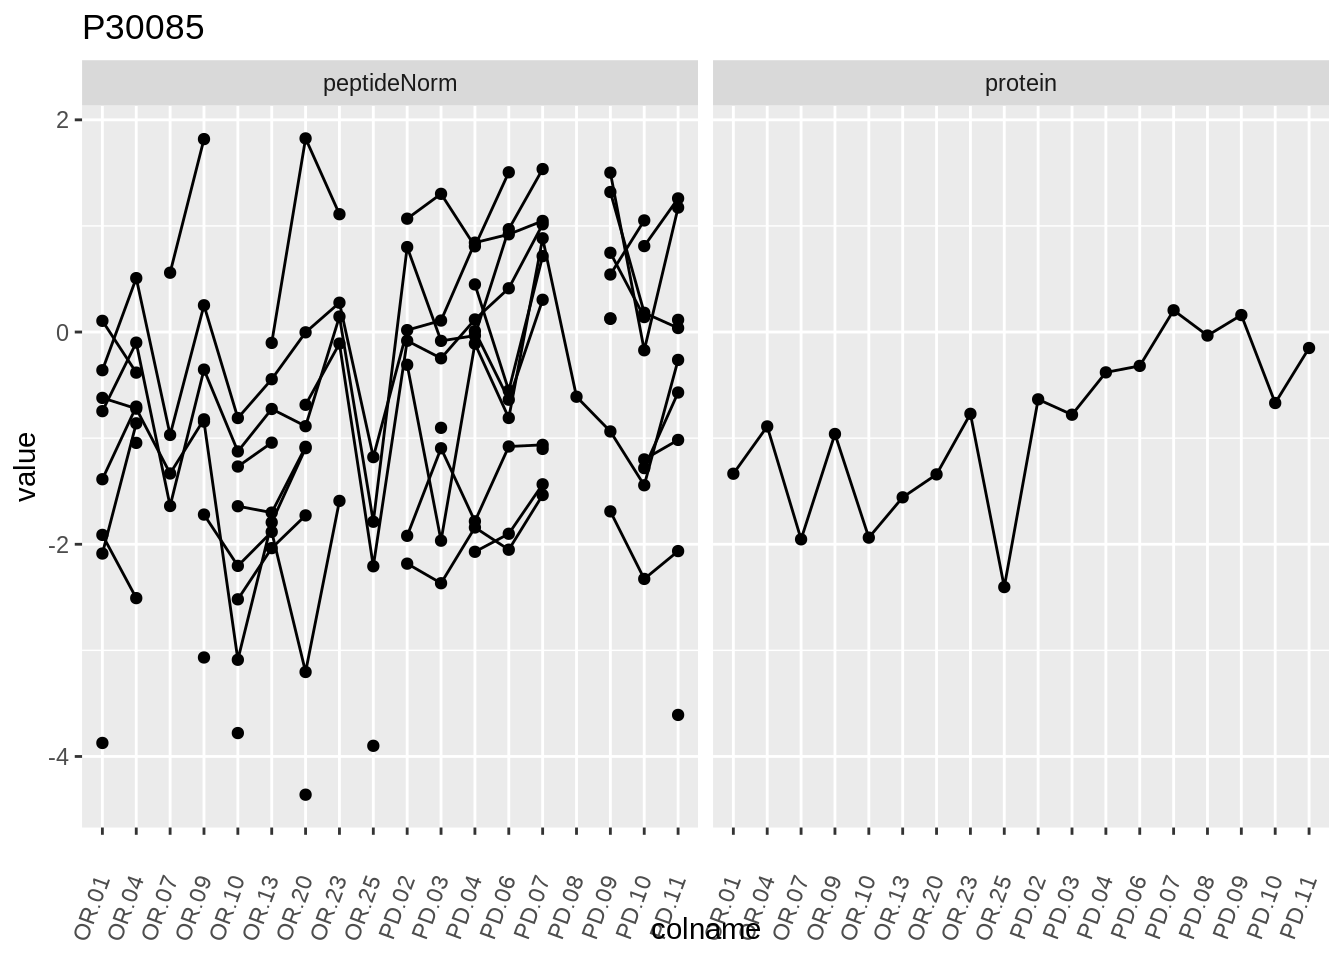 P30085
peptideNorm protein
2
0
-2
-4
value
OR.01 OR.04 OR.07 OR.09 OR.10 OR.13 OR.20 OR.23 OR.25 PD.02 PD.03 PD.04 PD.06 PD.07 PD.08 PD.09 PD.10 PD.11 OR.01 OR.04 OR.07 OR.09 OR.10 OR.13 OR.20 OR.23 OR.25 PD.02 PD.03 PD.04 PD.06 PD.07 PD.08 PD.09 PD.10 PD.11
colname